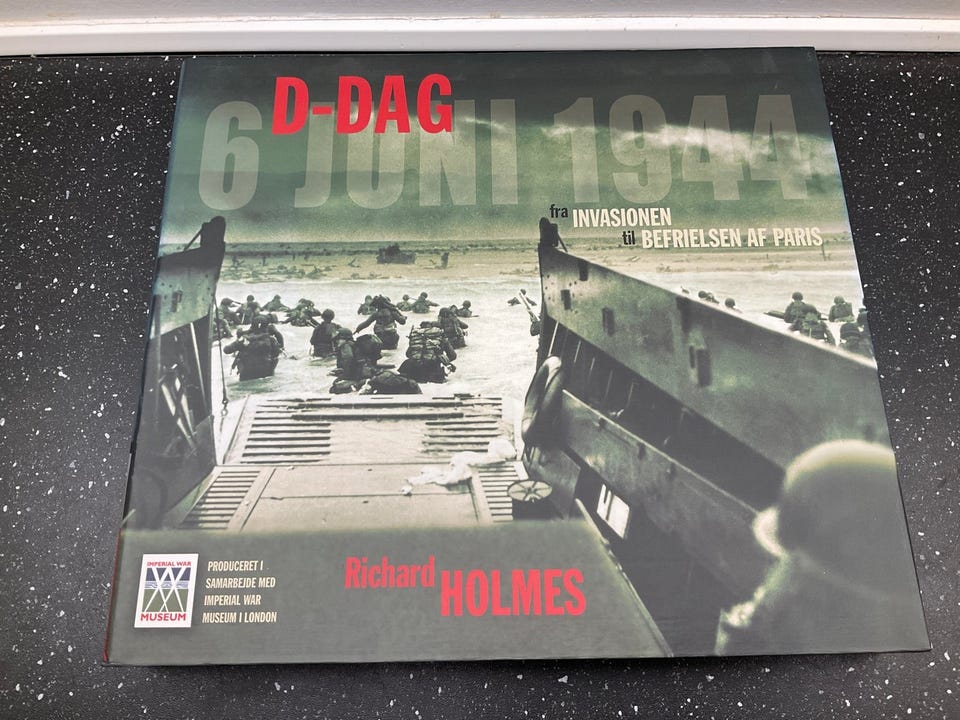 D-DAG
6 JUNI 1944
fra INVASIONEN
til BEFRIELSEN AF PARIS
IMPERIAL WAR
MUSEUM
PRODUCERET I
SAMARBEJDE MED
IMPERIAL WAR
MUSEUM I LONDON
Richard HOLMES